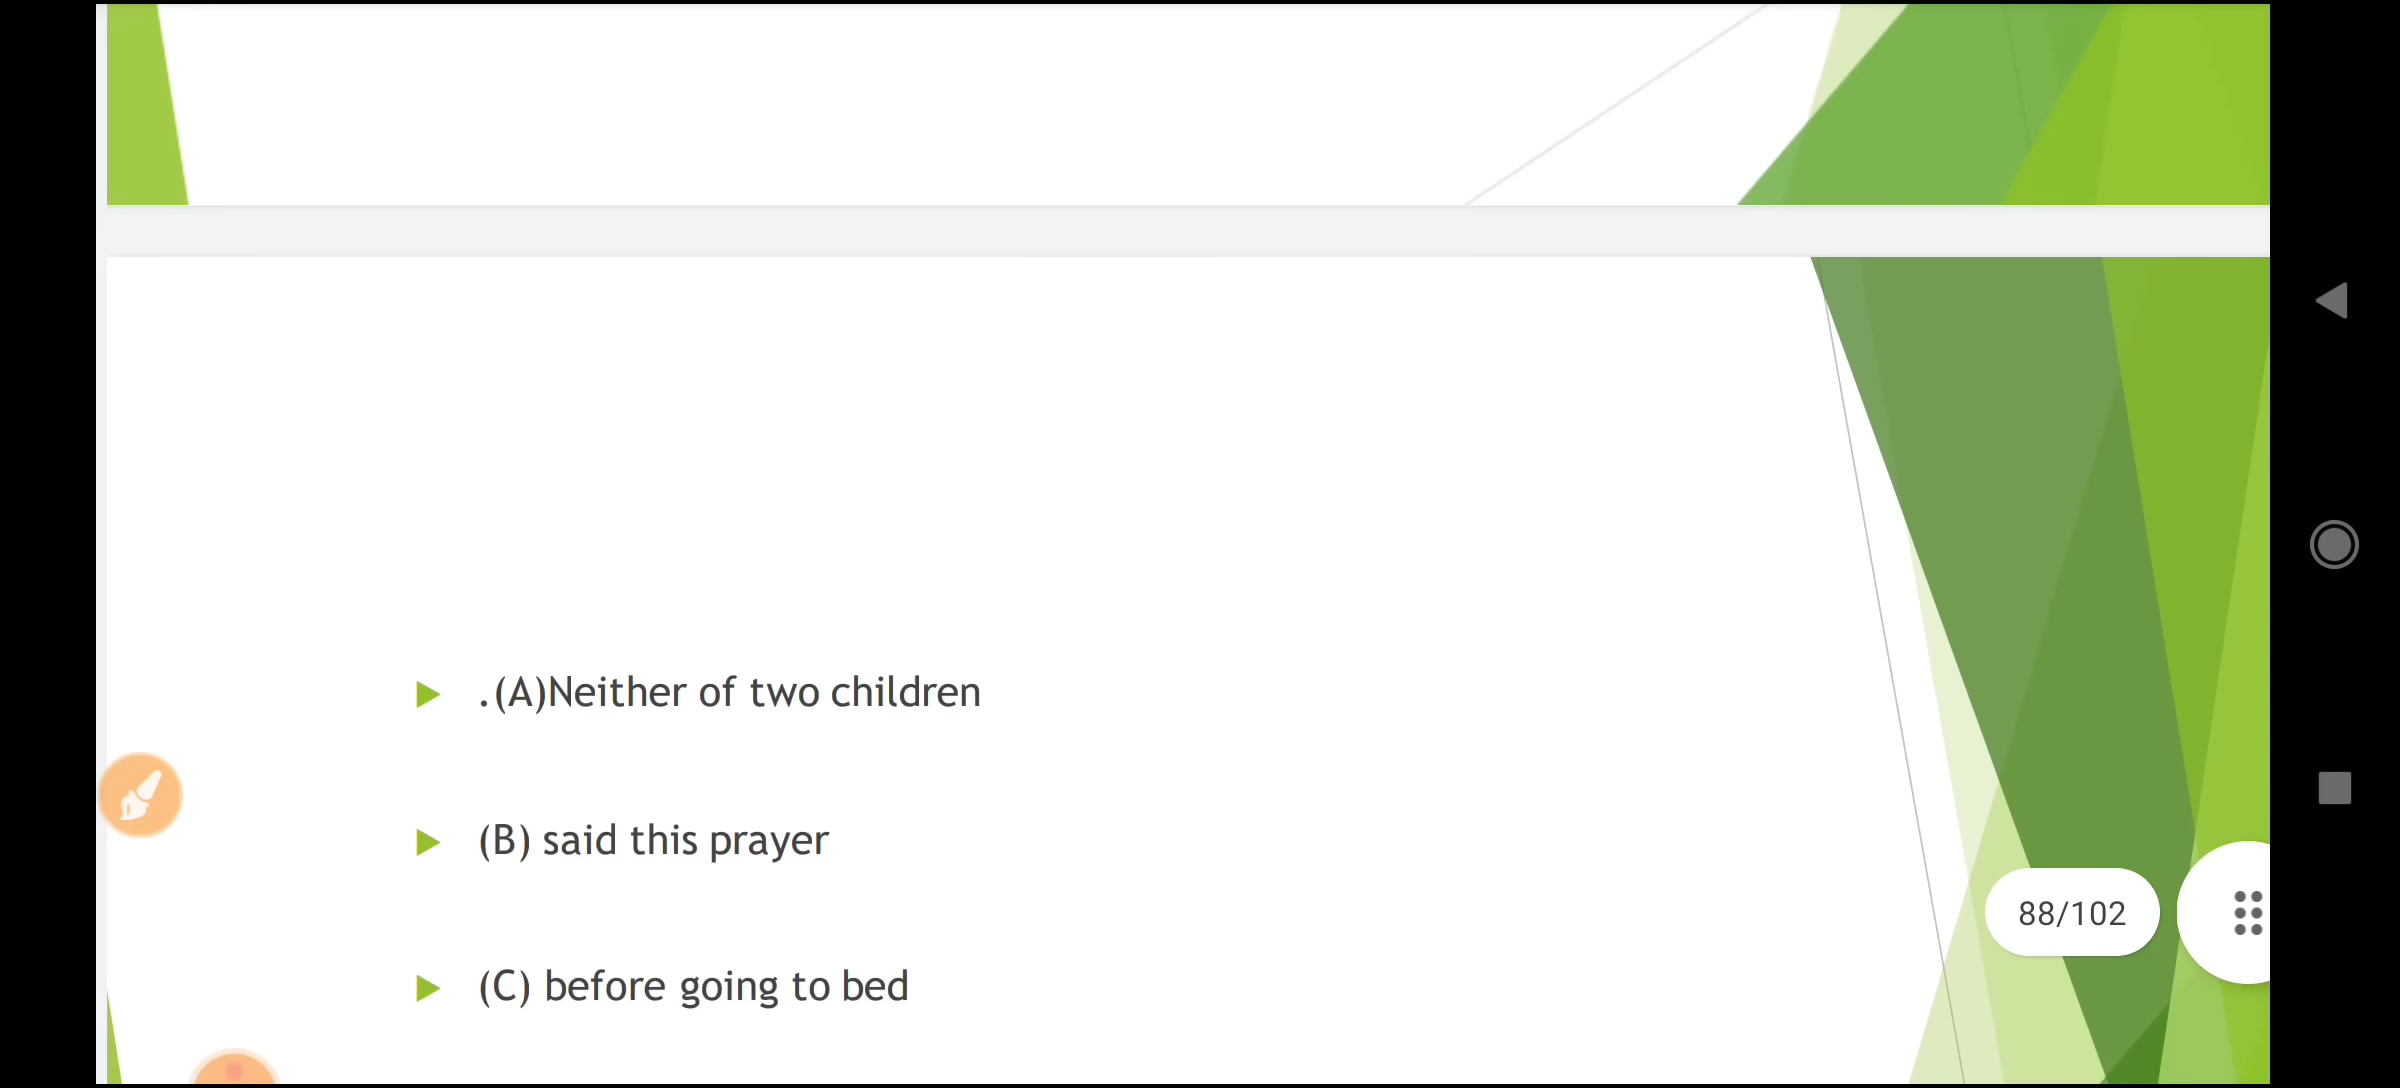 .(A)Neither of two children
(B) said this prayer
(C) before going to bed
88/102